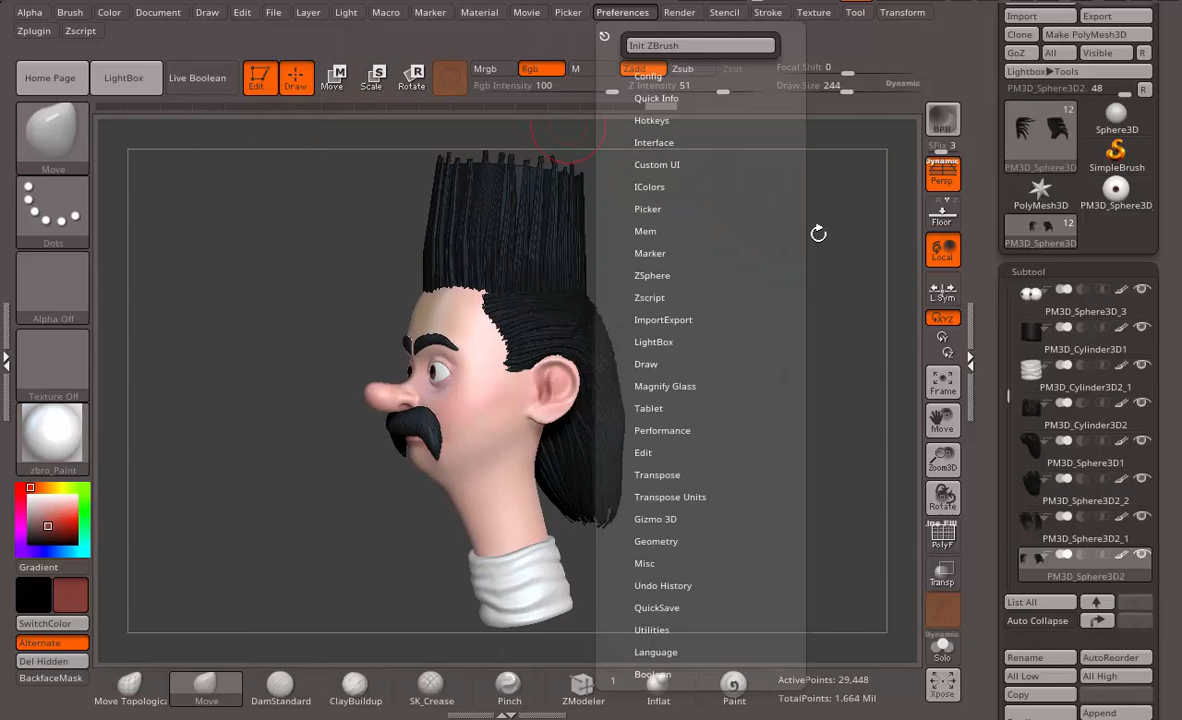 Alpha Brush Color Document Draw Edit File Layer Light Macro Marker Material Movie Picker Preferences Render Stencil Stroke Texture Tool Transform
Zplugin Zscript
Home Page LightBox Live Boolean Edit Draw Move Scale Rotate
Mrgb Rgb M Zadd Zsub Zcut
Rgb Intensity 100 Z Intensity 51
Focal Shift 0
Draw Size 244 Dynamic
Init ZBrush
Config
Quick Info
Hotkeys
Interface
Custom UI
IColors
Picker
Mem
Marker
ZSphere
Zscript
ImportExport
LightBox
Draw
Magnify Glass
Tablet
Performance
Edit
Transpose
Transpose Units
Gizmo 3D
Geometry
Misc
Undo History
QuickSave
Utilities
Language
Boolean
Move
Dots
Alpha Off
Texture Off
zbro_Paint
Gradient
SwitchColor
Alternate
Del Hidden
BackfaceMask
BPR
SPix 3
Dynamic
Persp
Floor
Local
L.Sym
XYZ
Frame
Move
Zoom3D
Rotate
Line Fill
PolyF
Transp
Dynamic
Solo
Xpose
Import Export
Clone Make PolyMesh3D
GoZ All Visible R
Lightbox▶Tools
PM3D_Sphere3D2. 48 R
12
Sphere3D
SimpleBrush
PolyMesh3D PM3D_Sphere3D
12
PM3D_Sphere3D
Subtool
PM3D_Sphere3D_3
PM3D_Cylinder3D1
PM3D_Cylinder3D2_1
PM3D_Cylinder3D2
PM3D_Sphere3D1
PM3D_Sphere3D2_2
PM3D_Sphere3D2_1
PM3D_Sphere3D2
List All
Auto Collapse
Rename AutoReorder
All Low All High
Copy
Append
Move Topologic Move DamStandard ClayBuildup SK_Crease Pinch ZModeler 1 Inflat Paint
ActivePoints: 29,448
TotalPoints: 1.664 Mil